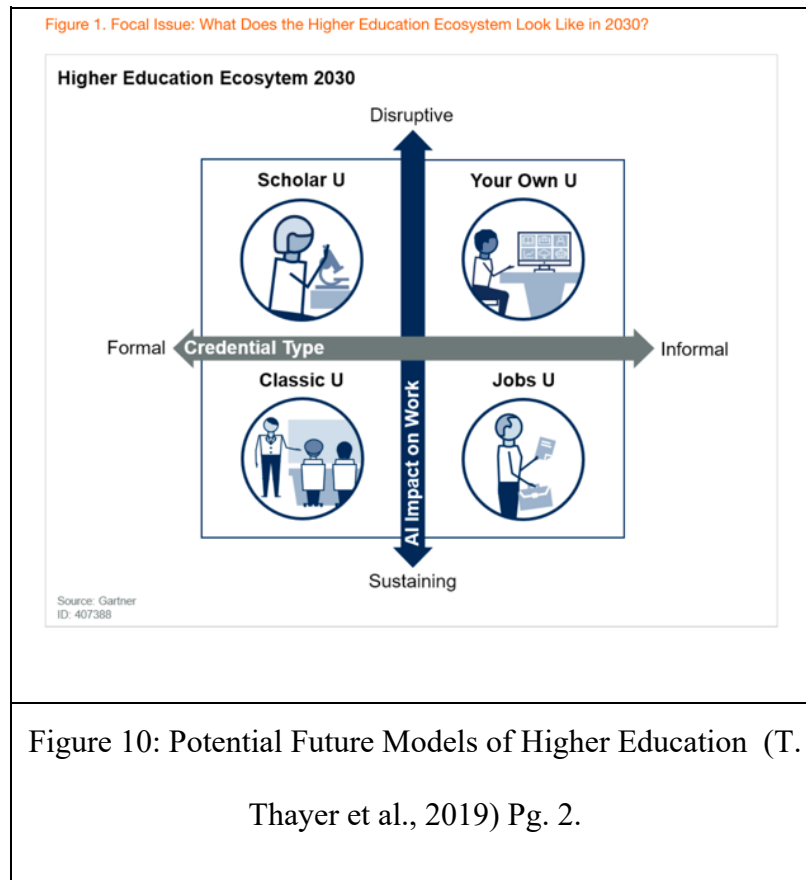 Figure 1. Focal Issue: What Does the Higher Education Ecosystem Look Like in 2030?
Higher Education Ecosytem 2030
Disruptive
Scholar U
Your Own U
Formal
Credential Type
Informal
Classic U
Jobs U
AI Impact on Work
Sustaining
Source: Gartner
ID: 407388
Figure 10: Potential Future Models of Higher Education (T.
Thayer et al., 2019) Pg. 2.